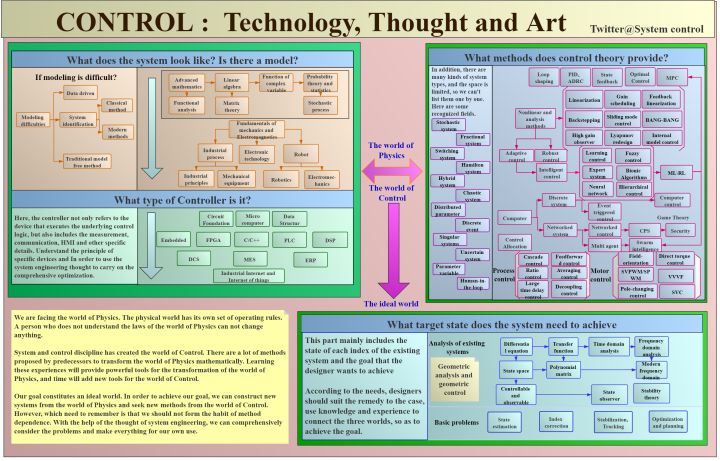 CONTROL : Technology, Thought and Art
Twitter@System control
What does the system look like? Is there a model?
If modeling is difficult?
Modeling difficulties
Data driven
System identification
Classical method
Modern methods
Traditional model free method
Advanced mathematics
Linear algebra
Function of complex variable
Probability theory and statistics
Functional analysis
Matrix theory
Stochastic process
Fundamentals of mechanics and Electromagnetics
Industrial process
Electronic technology
Robot
Industrial principles
Mechanical equipment
Robotics
Electromechanics
What type of Controller is it?
Here, the controller not only refers to the
device that executes the underlying control
logic, but also includes the measurement,
communication, HMI and other specific
details. Understand the principle of
specific devices and In order to use the
system engineering thought to carry on the
comprehensive optimization.
Circuit Foundation
Micro computer
Data Structur
Embedded
FPGA
C/C++
PLC
DSP
DCS
MES
ERP
Industrial Internet and Internet of things
The world of Physics
The world of Control
The ideal world
What methods does control theory provide?
In addition, there are
many kinds of system
types, and the space is
limited, so we can't
list them one by one.
Here are some
recognized fields.
Stochastic system
Fractional system
Switching system
Hamilton system
Hybrid system
Chaotic system
Distributed parameter
Discrete event
Singular systems
Uncertain system
Parameter variable
Human-in-the loop
Loop shaping
PID, ADRC
State feedback
Optimal Control
MPC
Linearization
Gain scheduling
Feedback linearization
Backstepping
Sliding mode control
BANG-BANG
High gain observer
Lyapunov redesign
Internal model control
Nonlinear and analysis methods
Adaptive control
Robust control
Intelligent control
Learning control
Fuzzy control
Expert system
Bionic Algorithms
Neural network
Hierarchical control
ML-RL
Discrete system
Event triggered control
Computer control
Game Theory
Computer
Networked system
Networked control
CPS
Security
Control Allocation
Multi agent
Swarm intelligence
Process control
Cascade control
Feedforward control
Ratio control
Averaging control
Large time delay control
Decoupling control
Motor control
Field-orientation
Direct torque control
SVPWM/SPWM
VVVF
Pole-changing control
SVC
We are facing the world of Physics. The physical world has its own set of operating rules.
A person who does not understand the laws of the world of Physics can not change
anything.
System and control discipline has created the world of Control. There are a lot of methods
proposed by predecessors to transform the world of Physics mathematically. Learning
these experiences will provide powerful tools for the transformation of the world of
Physics, and time will add new tools for the world of Control.
Our goal constitutes an ideal world. In order to achieve our goal, we can construct new
systems from the world of Physics and seek new methods from the world of Control.
However, which need to remember is that we should not form the habit of method
dependence. With the help of the thought of system engineering, we can comprehensively
consider the problems and make everything for our own use.
What target state does the system need to achieve
This part mainly includes the
state of each index of the existing
system and the goal that the
designer wants to achieve
According to the needs, designers
should suit the remedy to the case,
use knowledge and experience to
connect the three worlds, so as to
achieve the goal.
Analysis of existing systems
Geometric analysis and geometric control
Differential equation
Transfer function
Time domain analysis
Frequency domain analysis
State space
Polynomial matrix
Modern frequency domain
Controllable and observable
State observer
Stability theory
Basic problems
State estimation
Index correction
Stabilization, Tracking
Optimization and planning